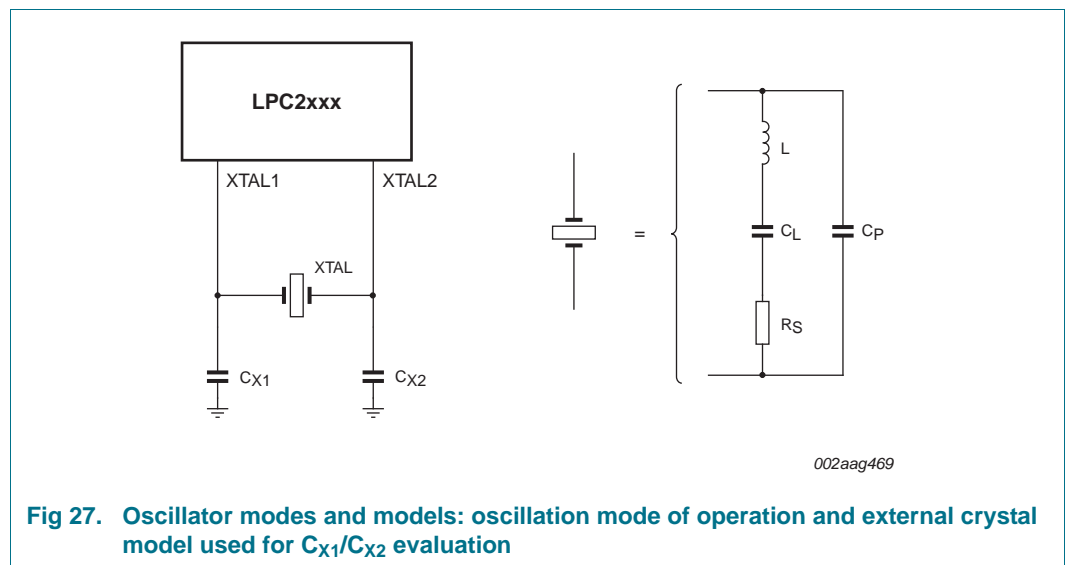 LPC2xxx
XTAL1
XTAL2
XTAL
CX1
CX2
=
L
CL
CP
RS
002aag469
Fig 27. Oscillator modes and models: oscillation mode of operation and external crystal
model used for CX1/CX2 evaluation